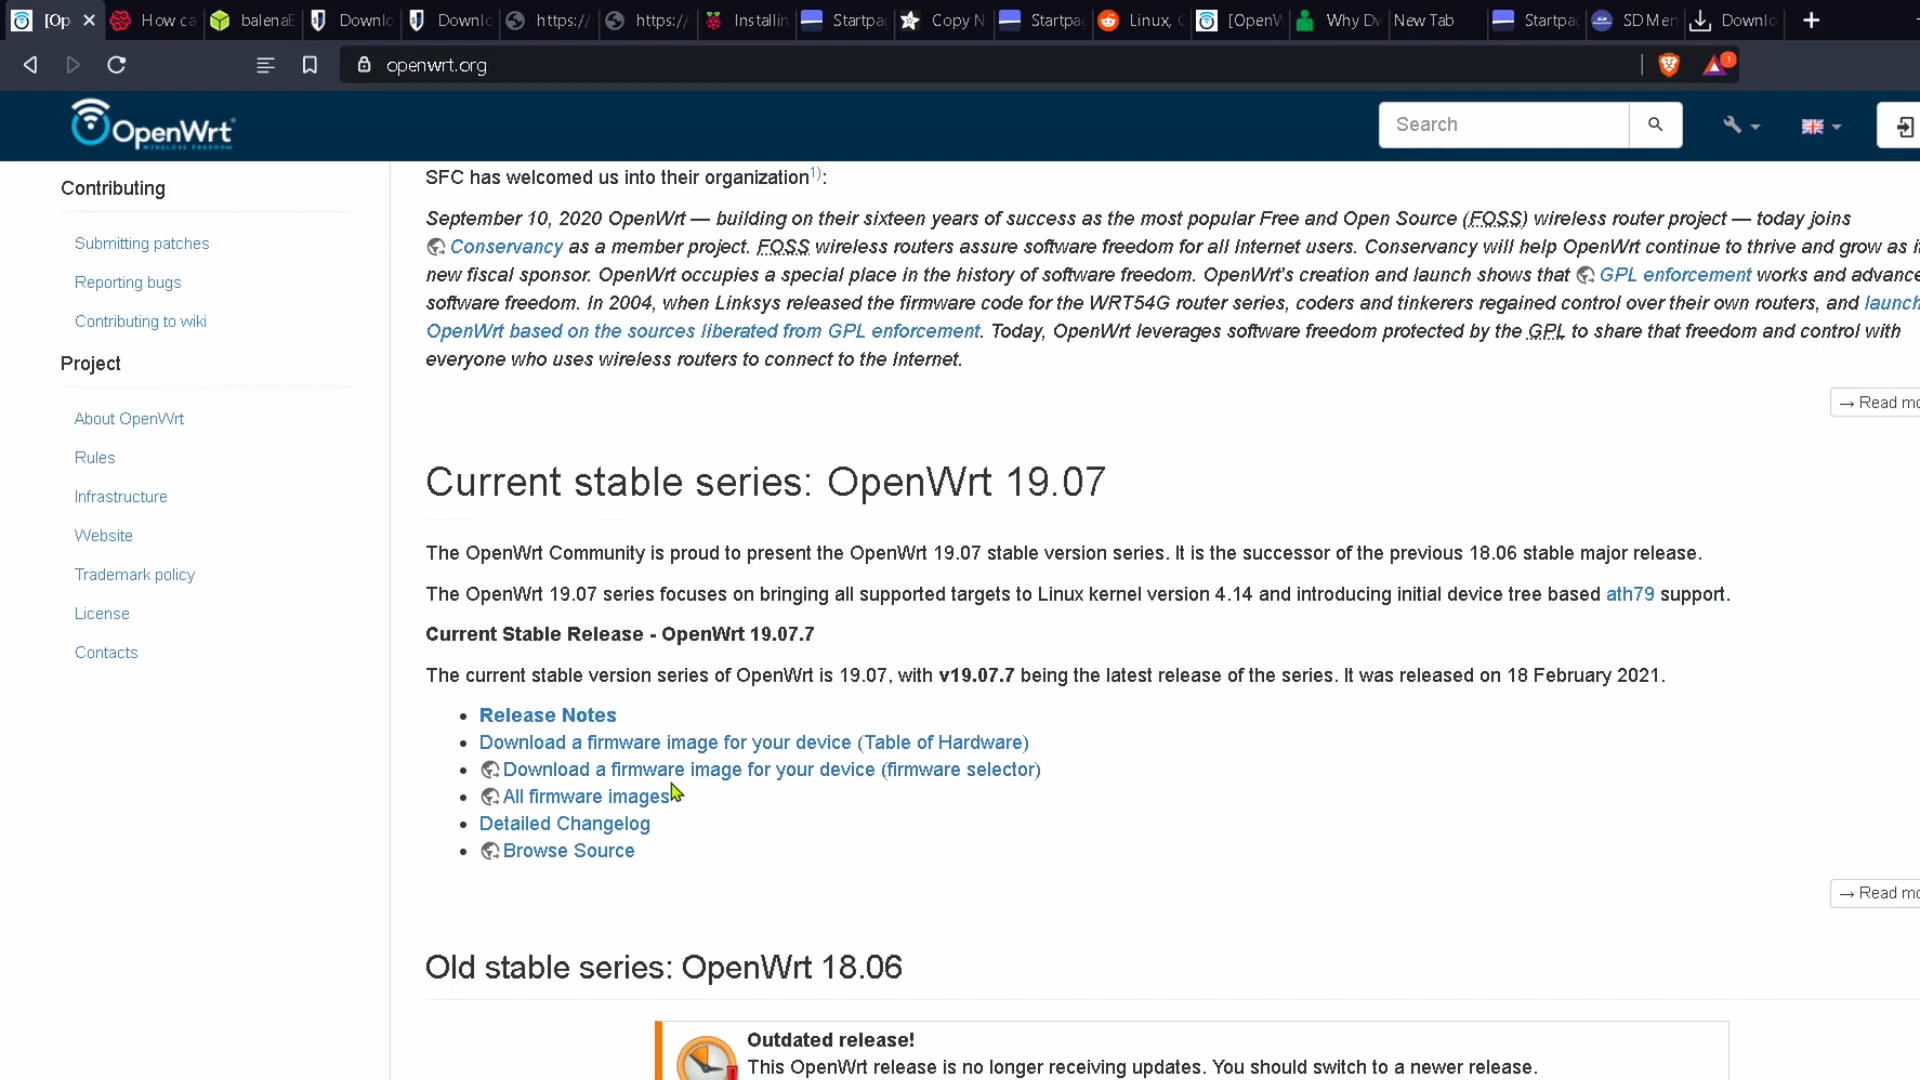 [Op
How ca
balenaE
Downlo
Downlo
https:/
https:/
Installin
Startpa
Copy N
Startpa
Linux,
[OpenW
Why Dv
New Tab
Startpa
SD Mer
Downlo
openwrt.org
1
OpenWrt
WIRELESS FREEDOM
Search
Contributing
Submitting patches
Reporting bugs
Contributing to wiki
Project
About OpenWrt
Rules
Infrastructure
Website
Trademark policy
License
Contacts
SFC has welcomed us into their organization1):
September 10, 2020 OpenWrt — building on their sixteen years of success as the most popular Free and Open Source (FOSS) wireless router project — today joins
Conservancy as a member project. FOSS wireless routers assure software freedom for all Internet users. Conservancy will help OpenWrt continue to thrive and grow as i
new fiscal sponsor. OpenWrt occupies a special place in the history of software freedom. OpenWrt's creation and launch shows that GPL enforcement works and advance
software freedom. In 2004, when Linksys released the firmware code for the WRT54G router series, coders and tinkerers regained control over their own routers, and launch
OpenWrt based on the sources liberated from GPL enforcement. Today, OpenWrt leverages software freedom protected by the GPL to share that freedom and control with
everyone who uses wireless routers to connect to the Internet.
→ Read mo
Current stable series: OpenWrt 19.07
The OpenWrt Community is proud to present the OpenWrt 19.07 stable version series. It is the successor of the previous 18.06 stable major release.
The OpenWrt 19.07 series focuses on bringing all supported targets to Linux kernel version 4.14 and introducing initial device tree based ath79 support.
Current Stable Release - OpenWrt 19.07.7
The current stable version series of OpenWrt is 19.07, with v19.07.7 being the latest release of the series. It was released on 18 February 2021.
• Release Notes
• Download a firmware image for your device (Table of Hardware)
• Download a firmware image for your device (firmware selector)
• All firmware images
• Detailed Changelog
• Browse Source
→ Read mo
Old stable series: OpenWrt 18.06
Outdated release!
This OpenWrt release is no longer receiving updates. You should switch to a newer release.